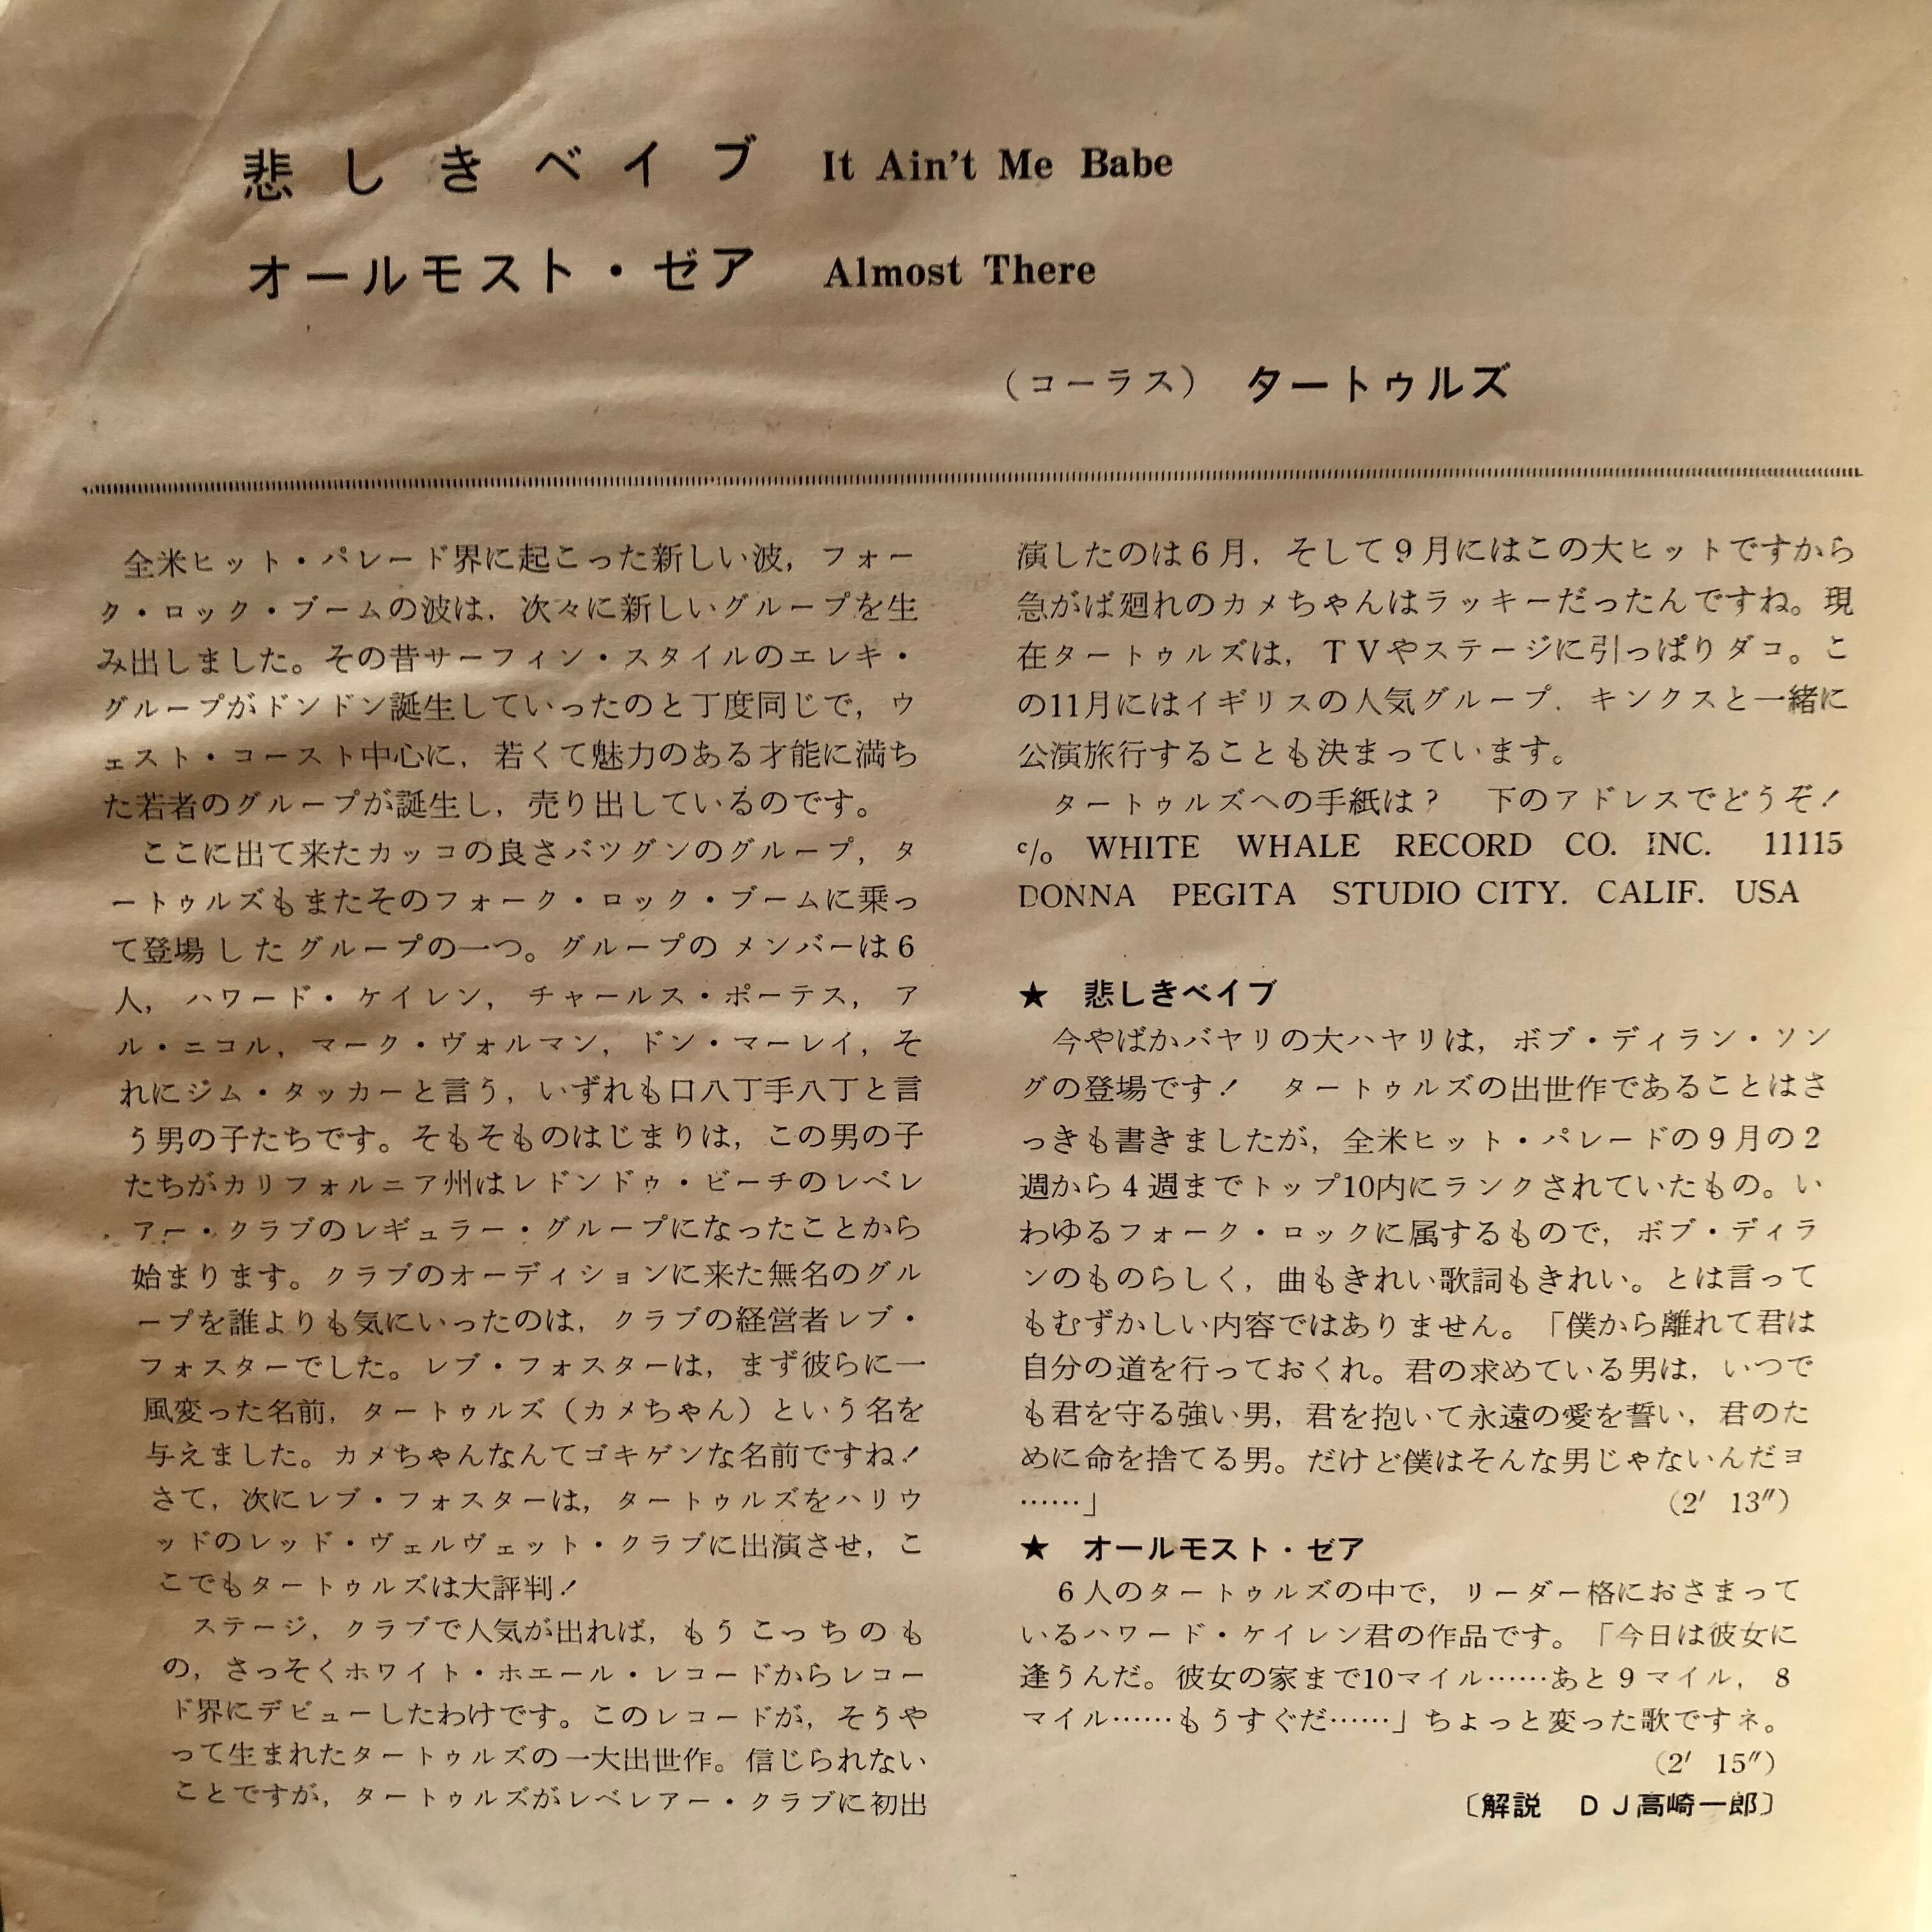 悲しきベイブ It Ain't Me Babe
オールモスト・ゼア Almost There
(コーラス) タートゥルズ
全米ヒット・パレード界に起こった新しい波，フォー
ク・ロック・ブームの波は，次々に新しいグループを生
み出しました。その昔サーフィン・スタイルのエレキ・
グループがドンドン誕生していったのと丁度同じで，ウ
ェスト・コースト中心に，若くて魅力のある才能に満ち
た若者のグループが誕生し，売り出しているのです。
ここに出て来たカッコの良さバツグンのグループ，タ
ートゥルズもまたそのフォーク・ロック・ブームに乗っ
て登場したグループの一つ。グループのメンバーは6
人，ハワード・ケイレン，チャールス・ポーテス，ア
ル・ニコル，マーク・ヴォルマン，ドン・マーレイ，そ
れにジム・タッカーと言う，いずれも口八丁手八丁と言
う男の子たちです。そもそものはじまりは，この男の子
たちがカリフォルニア州はレドンドゥ・ビーチのレベレ
アー・クラブのレギュラー・グループになったことから
始まります。クラブのオーディションに来た無名のグル
ープを誰よりも気にいったのは，クラブの経営者レブ・
フォスターでした。レブ・フォスターは，まず彼らに一
風変った名前，タートゥルズ（カメちゃん）という名を
与えました。カメちゃんなんてゴキゲンな名前ですね！
さて，次にレブ・フォスターは，タートゥルズをハリウ
ッドのレッド・ヴェルヴェット・クラブに出演させ，こ
こでもタートゥルズは大評判！
ステージ，クラブで人気が出れば，もうこっちのも
の，さっそくホワイト・ホエール・レコードからレコー
ド界にデビューしたわけです。このレコードが，そうや
って生まれたタートゥルズの一大出世作。信じられない
ことですが，タートゥルズがレベレアー・クラブに初出
演したのは6月，そして9月にはこの大ヒットですから
急がば廻れのカメちゃんはラッキーだったんですね。現
在タートゥルズは，TVやステージに引っぱりダコ。こ
の11月にはイギリスの人気グループ．キンクスと一緒に
公演旅行することも決まっています。
タートゥルズへの手紙は？　下のアドレスでどうぞ！
c/o WHITE WHALE RECORD CO. INC. 11115
DONNA PEGITA STUDIO CITY. CALIF. USA
★ 悲しきベイブ
今やばかバヤリの大ハヤリは，ボブ・ディラン・ソン
グの登場です！　タートゥルズの出世作であることはさ
っきも書きましたが，全米ヒット・パレードの9月の2
週から4週までトップ10内にランクされていたもの。い
わゆるフォーク・ロックに属するもので，ボブ・ディラ
ンのものらしく，曲もきれい歌詞もきれい。とは言って
もむずかしい内容ではありません。「僕から離れて君は
自分の道を行っておくれ。君の求めている男は，いつで
も君を守る強い男，君を抱いて永遠の愛を誓い，君のた
めに命を捨てる男。だけど僕はそんな男じゃないんだヨ
……」 (2′ 13″)
★ オールモスト・ゼア
6人のタートゥルズの中で，リーダー格におさまって
いるハワード・ケイレン君の作品です。「今日は彼女に
逢うんだ。彼女の家まで10マイル……あと9マイル，8
マイル……もうすぐだ……」ちょっと変った歌ですネ。
(2′ 15″)
〔解説　DJ高崎一郎〕